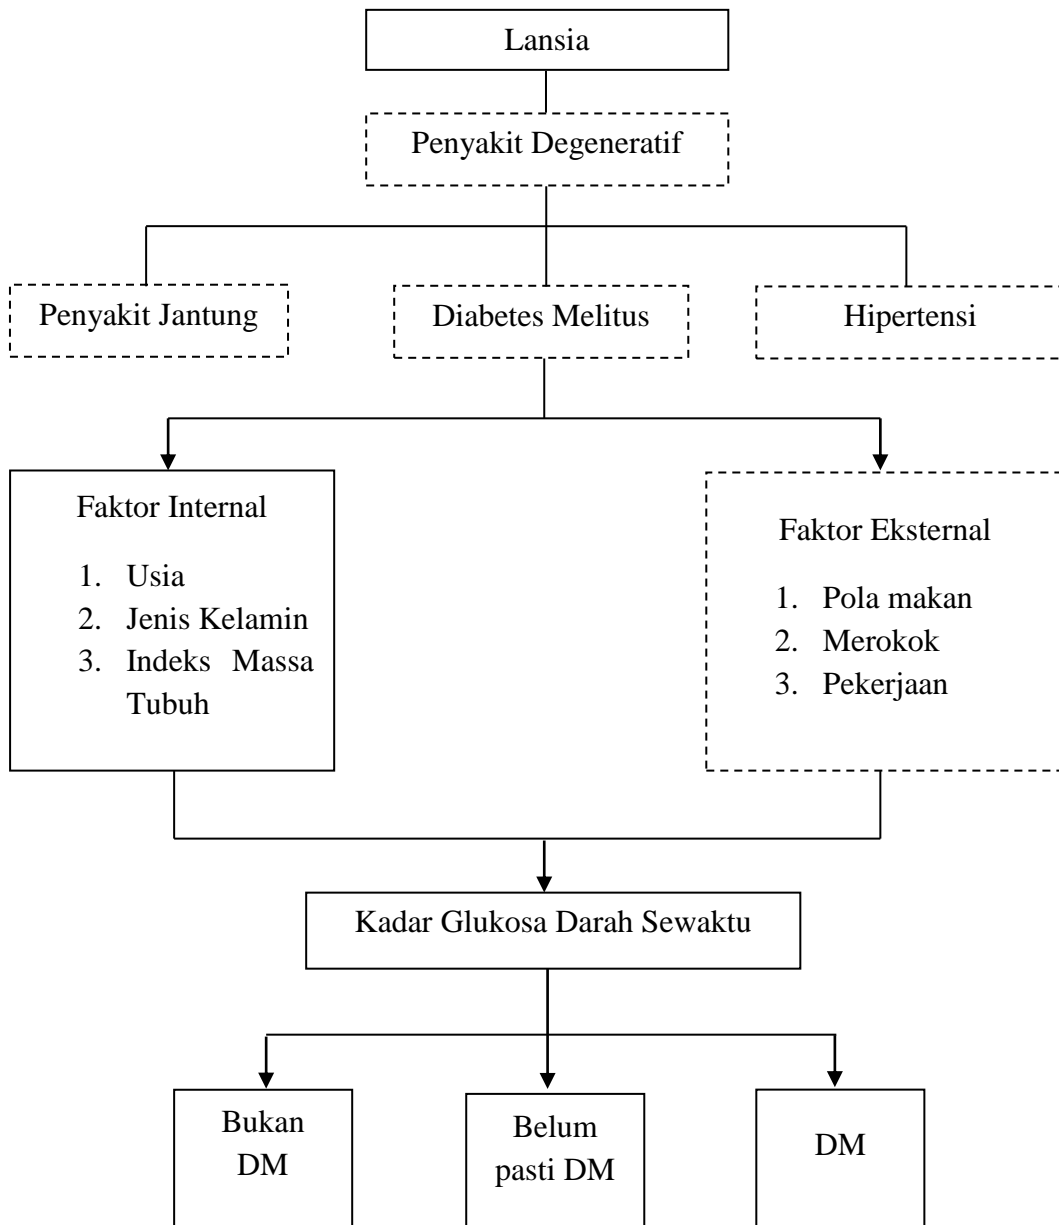 Lansia
Penyakit Degeneratif
Penyakit Jantung
Diabetes Melitus
Hipertensi
Faktor Internal
1. Usia
2. Jenis Kelamin
3. Indeks Massa
Tubuh
Faktor Eksternal
1. Pola makan
2. Merokok
3. Pekerjaan
Kadar Glukosa Darah Sewaktu
Bukan
DM
Belum
pasti DM
DM